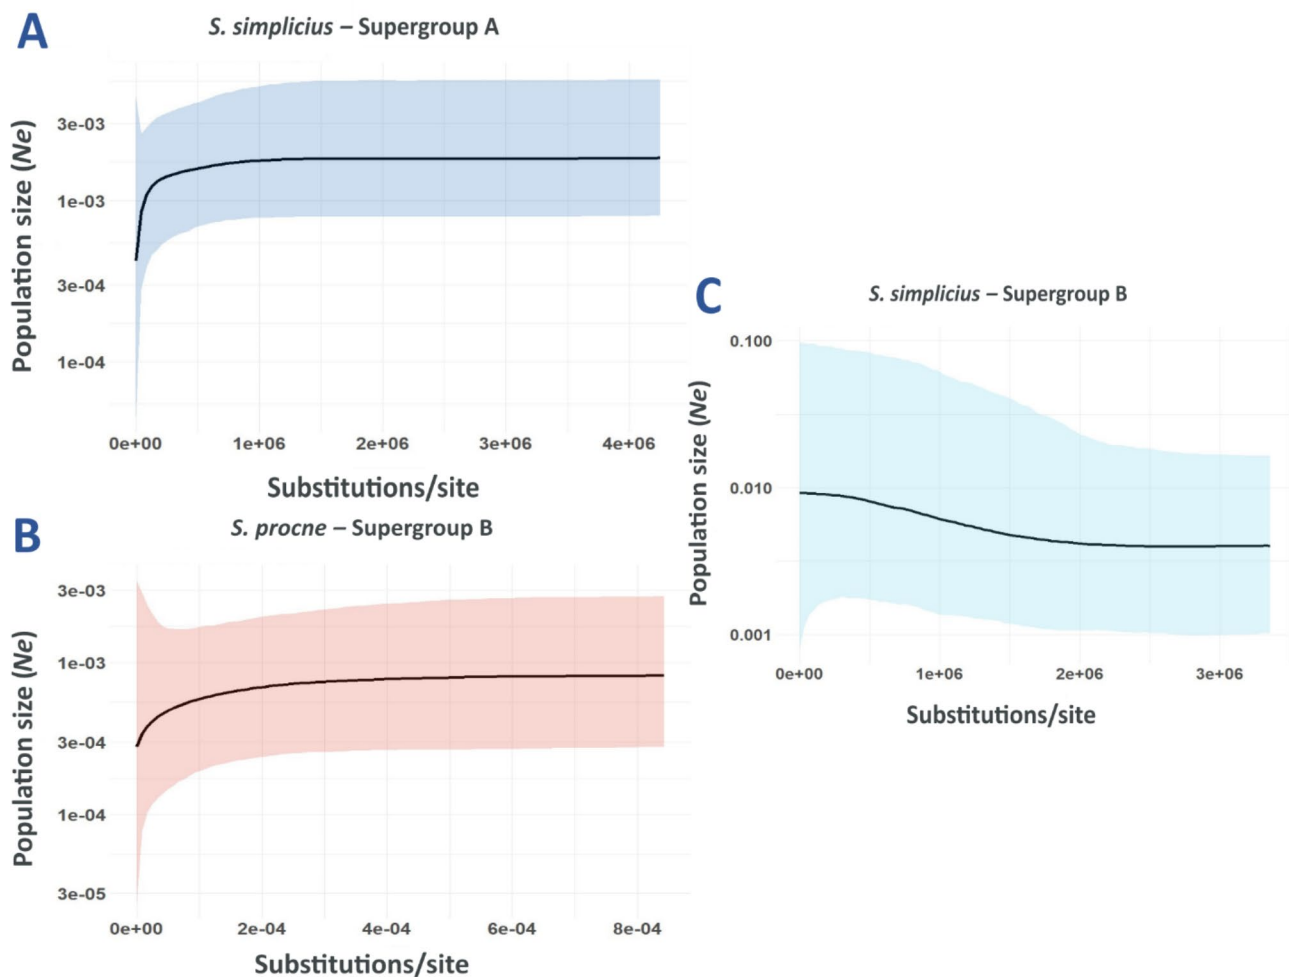 A
S. simplicius – Supergroup A
Population size (Ne)
3e-03
1e-03
3e-04
1e-04
0e+00 1e+06 2e+06 3e+06 4e+06
Substitutions/site
B
S. procne – Supergroup B
Population size (Ne)
3e-03
1e-03
3e-04
1e-04
3e-05
0e+00 2e-04 4e-04 6e-04 8e-04
Substitutions/site
C
S. simplicius – Supergroup B
Population size (Ne)
0.100
0.010
0.001
0e+00 1e+06 2e+06 3e+06
Substitutions/site